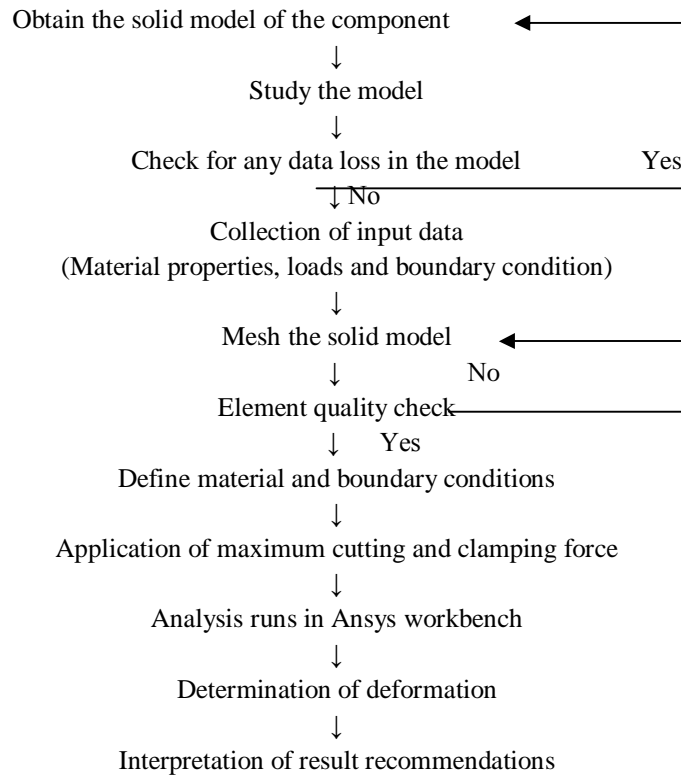 Obtain the solid model of the component
↓
Study the model
↓
Check for any data loss in the model Yes
↓ No
Collection of input data
(Material properties, loads and boundary condition)
↓
Mesh the solid model
↓ No
Element quality check
↓ Yes
Define material and boundary conditions
↓
Application of maximum cutting and clamping force
↓
Analysis runs in Ansys workbench
↓
Determination of deformation
↓
Interpretation of result recommendations